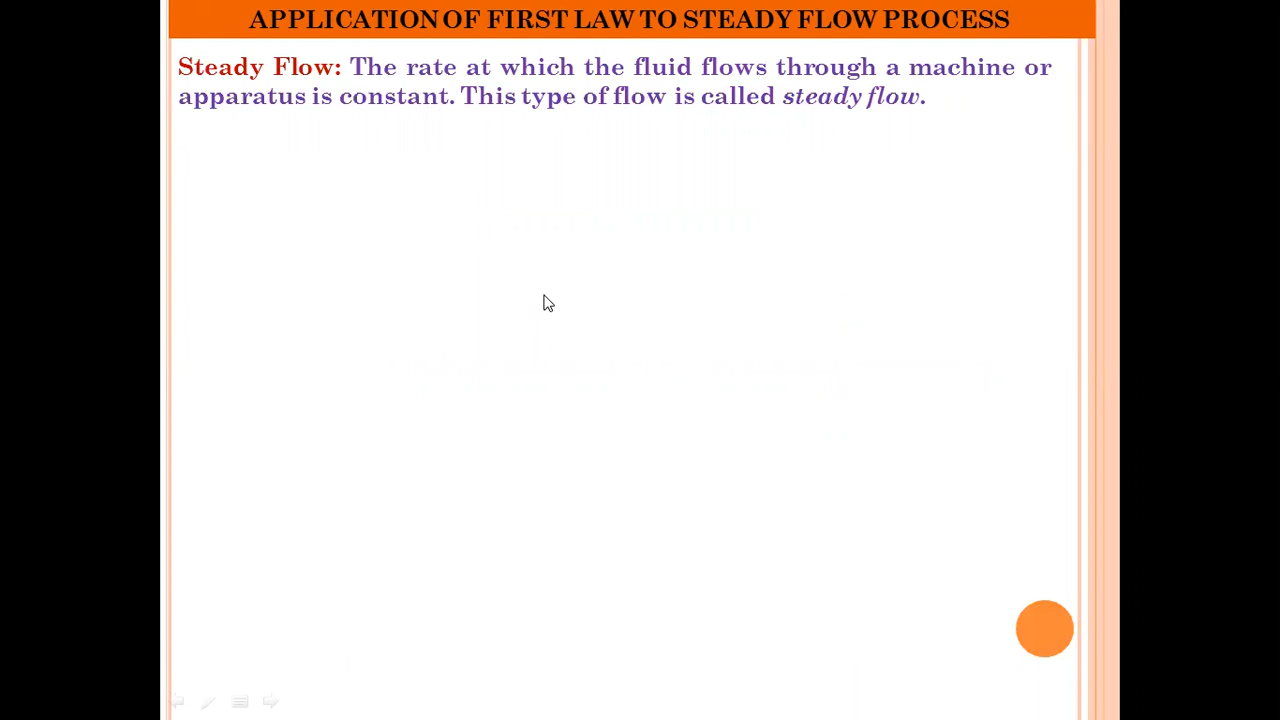 APPLICATION OF FIRST LAW TO STEADY FLOW PROCESS
Steady Flow: The rate at which the fluid flows through a machine or
apparatus is constant. This type of flow is called steady flow.